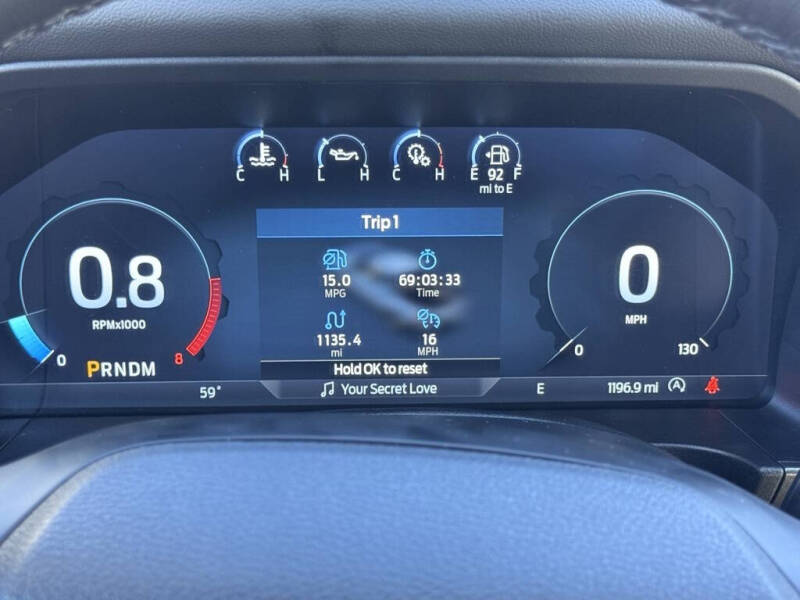 C H L H C H E 92 F
mi to E
Trip 1
15.0 69:03:33
MPG Time
1135.4 16
mi MPH
Hold OK to reset
Your Secret Love
0.8
RPMx1000
0 8
PRNDM
59°
0
MPH
0 130
E 1196.9 mi A